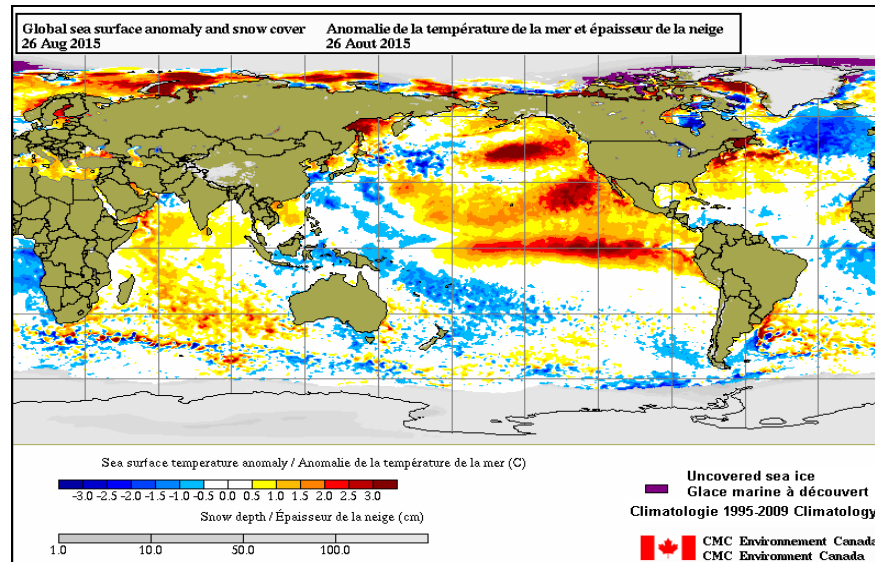 Global sea surface anomaly and snow cover
26 Aug 2015
Anomalie de la température de la mer et épaisseur de la neige
26 Aout 2015
Sea surface temperature anomaly / Anomalie de la température de la mer (C)
-3.0 -2.5 -2.0 -1.5 -1.0 -0.5 0.0 0.5 1.0 1.5 2.0 2.5 3.0
Snow depth / Épaisseur de la neige (cm)
1.0 10.0 50.0 100.0
Uncovered sea ice
Glace marine à découvert
Climatologie 1995-2009 Climatology
CMC Environnement Canada
CMC Environment Canada